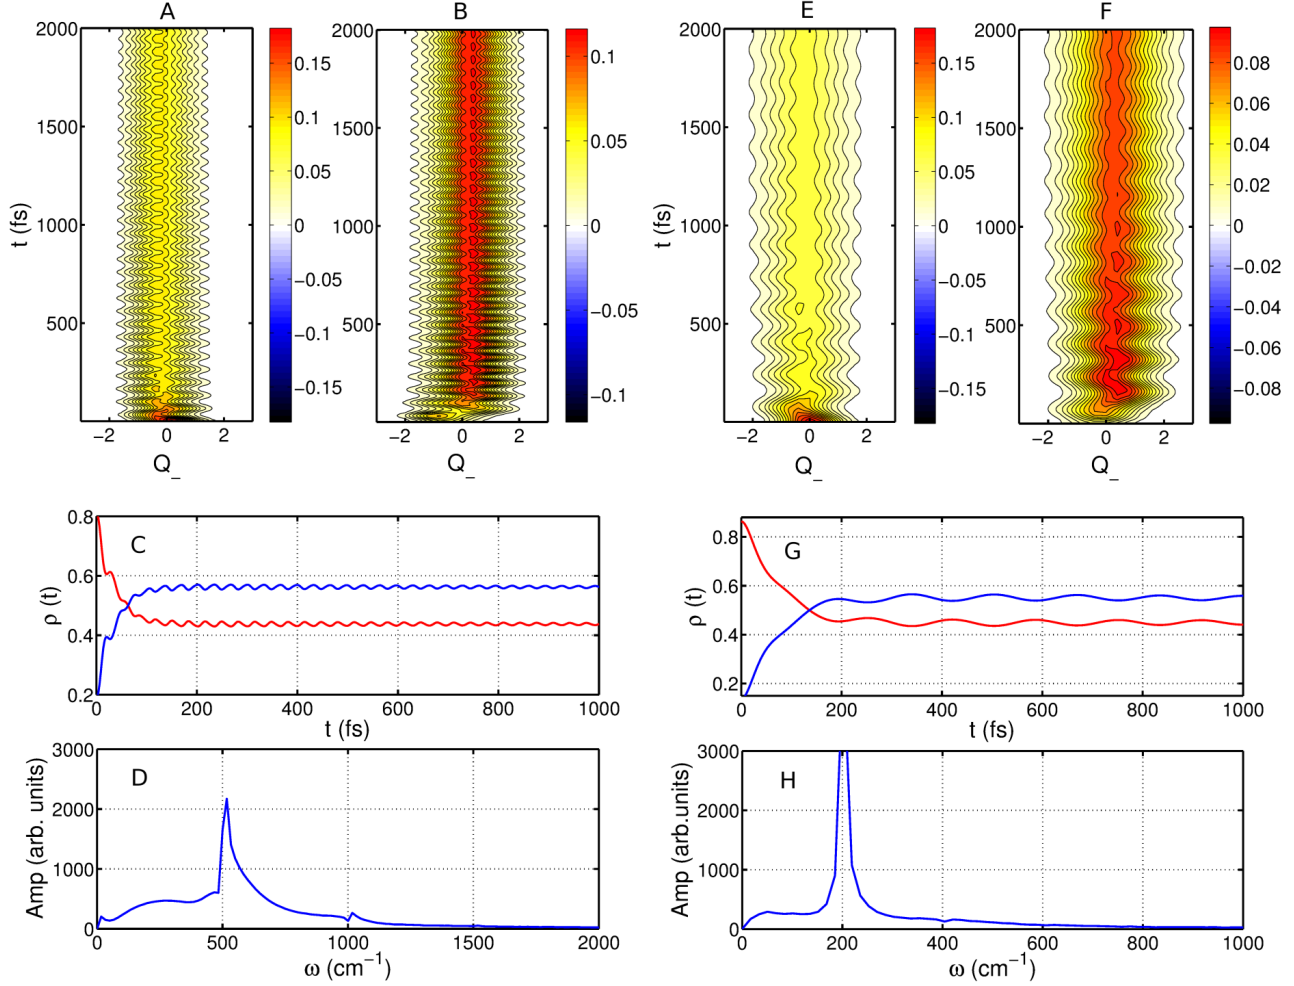 A
B
E
F
2000
1500
1000
500
t (fs)
−2
0
2
Q_
0.15
0.1
0.05
0
−0.05
−0.1
−0.15
2000
1500
1000
500
−2
0
2
Q_
0.1
0.05
0
−0.05
−0.1
2000
1500
1000
500
t (fs)
−2
0
2
Q_
0.15
0.1
0.05
0
−0.05
−0.1
−0.15
2000
1500
1000
500
−2
0
2
Q_
0.08
0.06
0.04
0.02
0
−0.02
−0.04
−0.06
−0.08
C
0.8
0.6
0.4
0.2
ρ (t)
0 200 400 600 800 1000
t (fs)
G
0.8
0.6
0.4
0.2
ρ (t)
0 200 400 600 800 1000
t (fs)
D
3000
2000
1000
0
Amp (arb. units)
0 500 1000 1500 2000
ω (cm⁻¹)
H
3000
2000
1000
0
Amp (arb.units)
0 200 400 600 800 1000
ω (cm⁻¹)